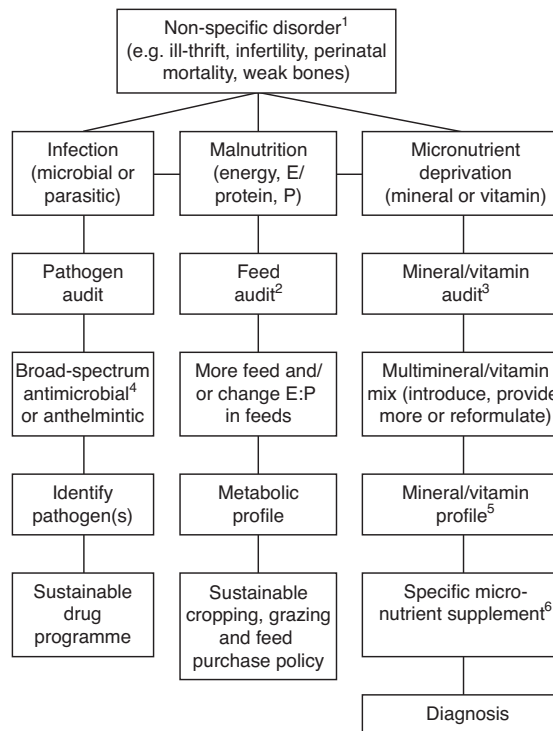 Non-specific disorder¹
(e.g. ill-thrift, infertility, perinatal
mortality, weak bones)
Infection
(microbial or
parasitic)
Malnutrition
(energy, E/
protein, P)
Micronutrient
deprivation
(mineral or vitamin)
Pathogen
audit
Feed
audit²
Mineral/vitamin
audit³
Broad-spectrum
antimicrobial⁴
or anthelmintic
More feed and/
or change E:P
in feeds
Multimineral/vitamin
mix (introduce, provide
more or reformulate)
Identify
pathogen(s)
Metabolic
profile
Mineral/vitamin
profile⁵
Sustainable
drug
programme
Sustainable
cropping, grazing
and feed
purchase policy
Specific micro-
nutrient supplement⁶
Diagnosis